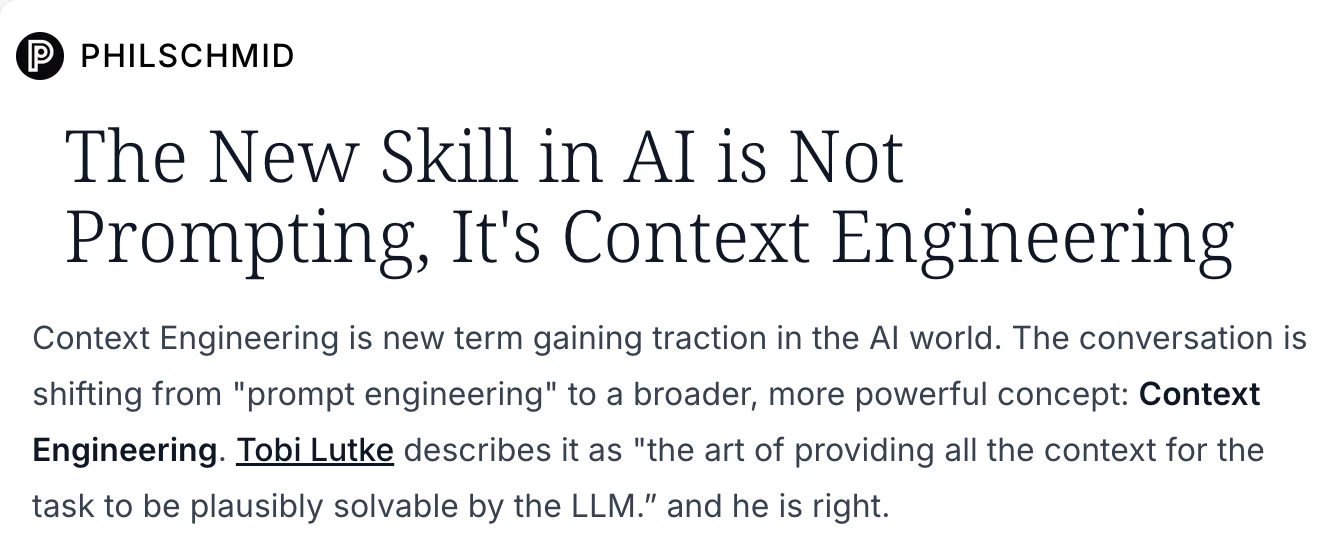 PHILSCHMID
The New Skill in AI is Not
Prompting, It's Context Engineering
Context Engineering is new term gaining traction in the AI world. The conversation is
shifting from "prompt engineering" to a broader, more powerful concept: Context
Engineering. Tobi Lutke describes it as "the art of providing all the context for the
task to be plausibly solvable by the LLM.” and he is right.